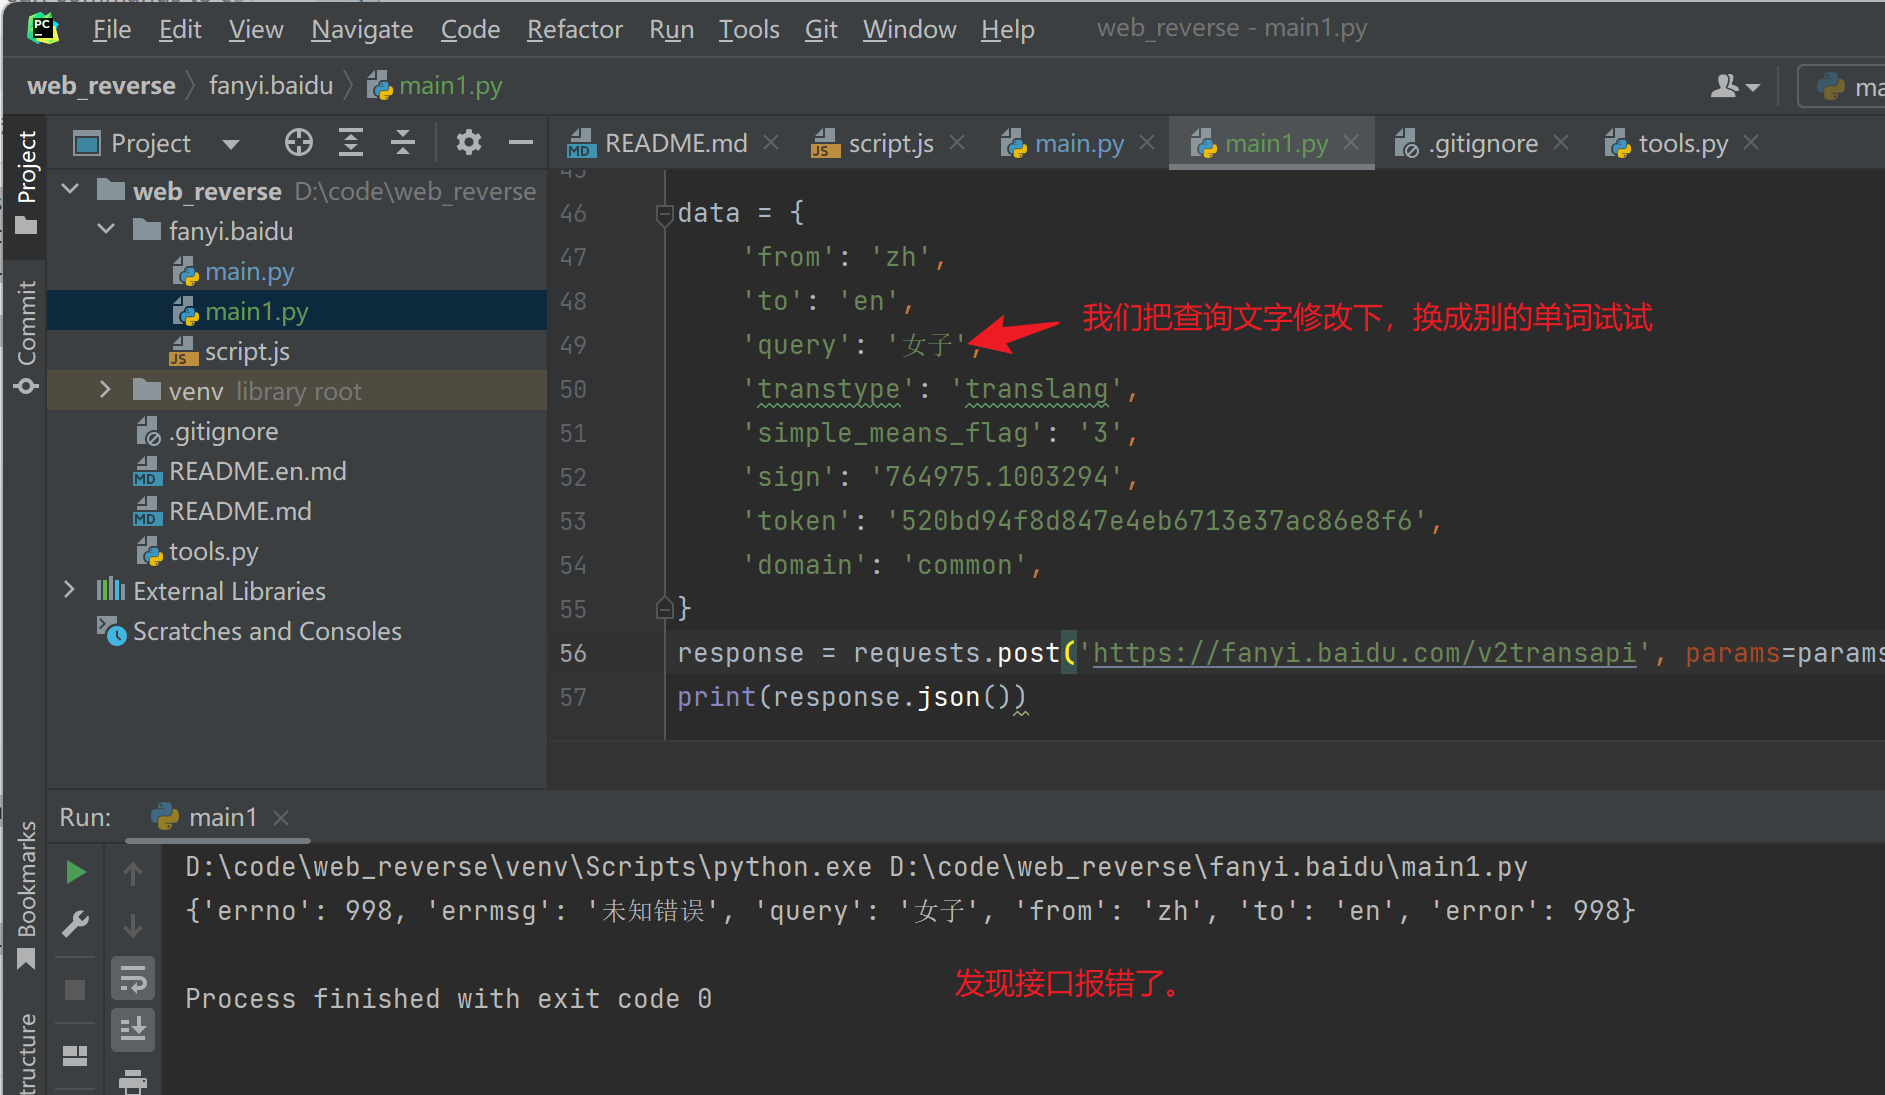 File Edit View Navigate Code Refactor Run Tools Git Window Help web_reverse - main1.py
web_reverse fanyi.baidu main1.py
Project
README.md script.js main.py main1.py .gitignore tools.py
Project
Commit
Bookmarks
web_reverse D:\code\web_reverse
fanyi.baidu
main.py
main1.py
script.js
venv library root
.gitignore
README.en.md
README.md
tools.py
External Libraries
Scratches and Consoles
46 data = {
47 'from': 'zh',
48 'to': 'en',
49 'query': '女子',
我们把查询文字修改下，换成别的单词试试
50 'transtype': 'translang',
51 'simple_means_flag': '3',
52 'sign': '764975.1003294',
53 'token': '520bd94f8d847e4eb6713e37ac86e8f6',
54 'domain': 'common',
55 }
56 response = requests.post('https://fanyi.baidu.com/v2transapi', params=params
57 print(response.json())
Run: main1
D:\code\web_reverse\venv\Scripts\python.exe D:\code\web_reverse\fanyi.baidu\main1.py
{'errno': 998, 'errmsg': '未知错误', 'query': '女子', 'from': 'zh', 'to': 'en', 'error': 998}
发现接口报错了。
Process finished with exit code 0